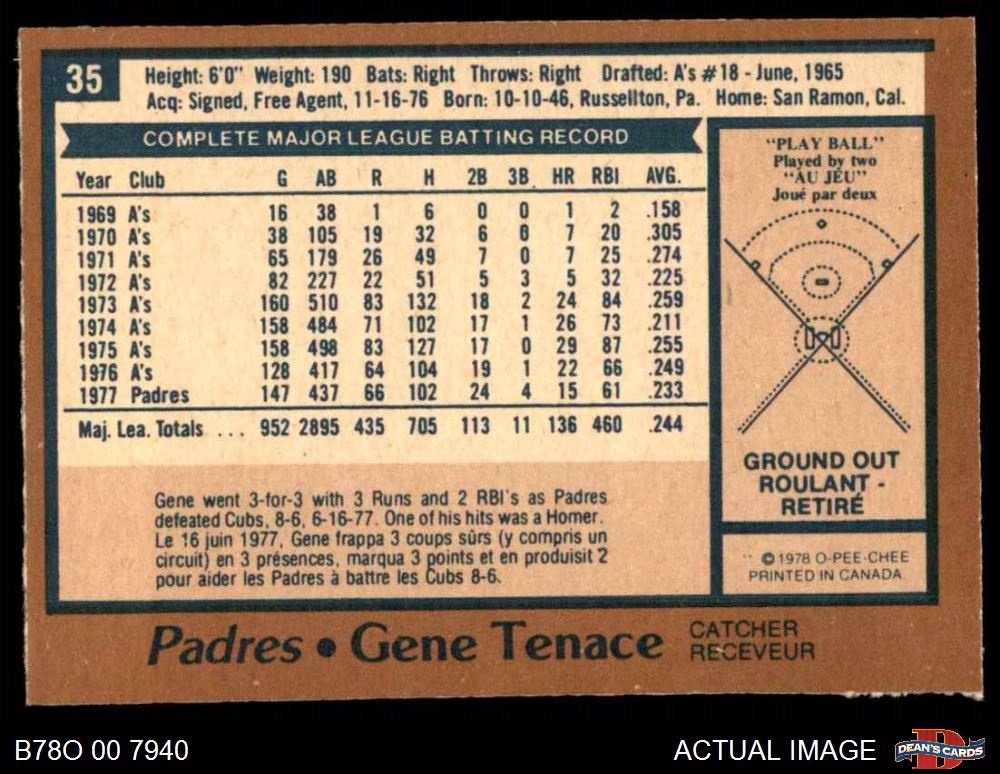 35
Height: 6'0" Weight: 190 Bats: Right Throws: Right Drafted: A's #18 - June, 1965
Acq: Signed, Free Agent, 11-16-76 Born: 10-10-46, Russellton, Pa. Home: San Ramon, Cal.
COMPLETE MAJOR LEAGUE BATTING RECORD
Year Club G AB R H 2B 3B. HR RBI AVG.
1969 A's 16 38 1 6 0 0 1 2 .158
1970 A's 38 105 19 32 6 0 7 20 .305
1971 A's 65 179 26 49 7 0 7 25 .274
1972 A's 82 227 22 51 5 3 5 32 .225
1973 A's 160 510 83 132 18 2 24 84 .259
1974 A's 158 484 71 102 17 1 26 73 .211
1975 A's 158 498 83 127 17 0 29 87 .255
1976 A's 128 417 64 104 19 1 22 66 .249
1977 Padres 147 437 66 102 24 4 15 61 .233
Maj. Lea. Totals ... 952 2895 435 705 113 11 136 460 .244
Gene went 3-for-3 with 3 Runs and 2 RBI's as Padres
defeated Cubs, 8-6, 6-16-77. One of his hits was a Homer.
Le 16 juin 1977, Gene frappa 3 coups sûrs (y compris un
circuit) en 3 présences, marqua 3 points et en produisit 2
pour aider les Padres à battre les Cubs 8-6.
"PLAY BALL"
Played by two
"AU JEU"
Joué par deux
GROUND OUT
ROULANT -
RETIRÉ
© 1978 O-PEE-CHEE
PRINTED IN CANADA
Padres • Gene Tenace
CATCHER
RECEVEUR
B78O 00 7940
ACTUAL IMAGE
DEAN'S CARDS